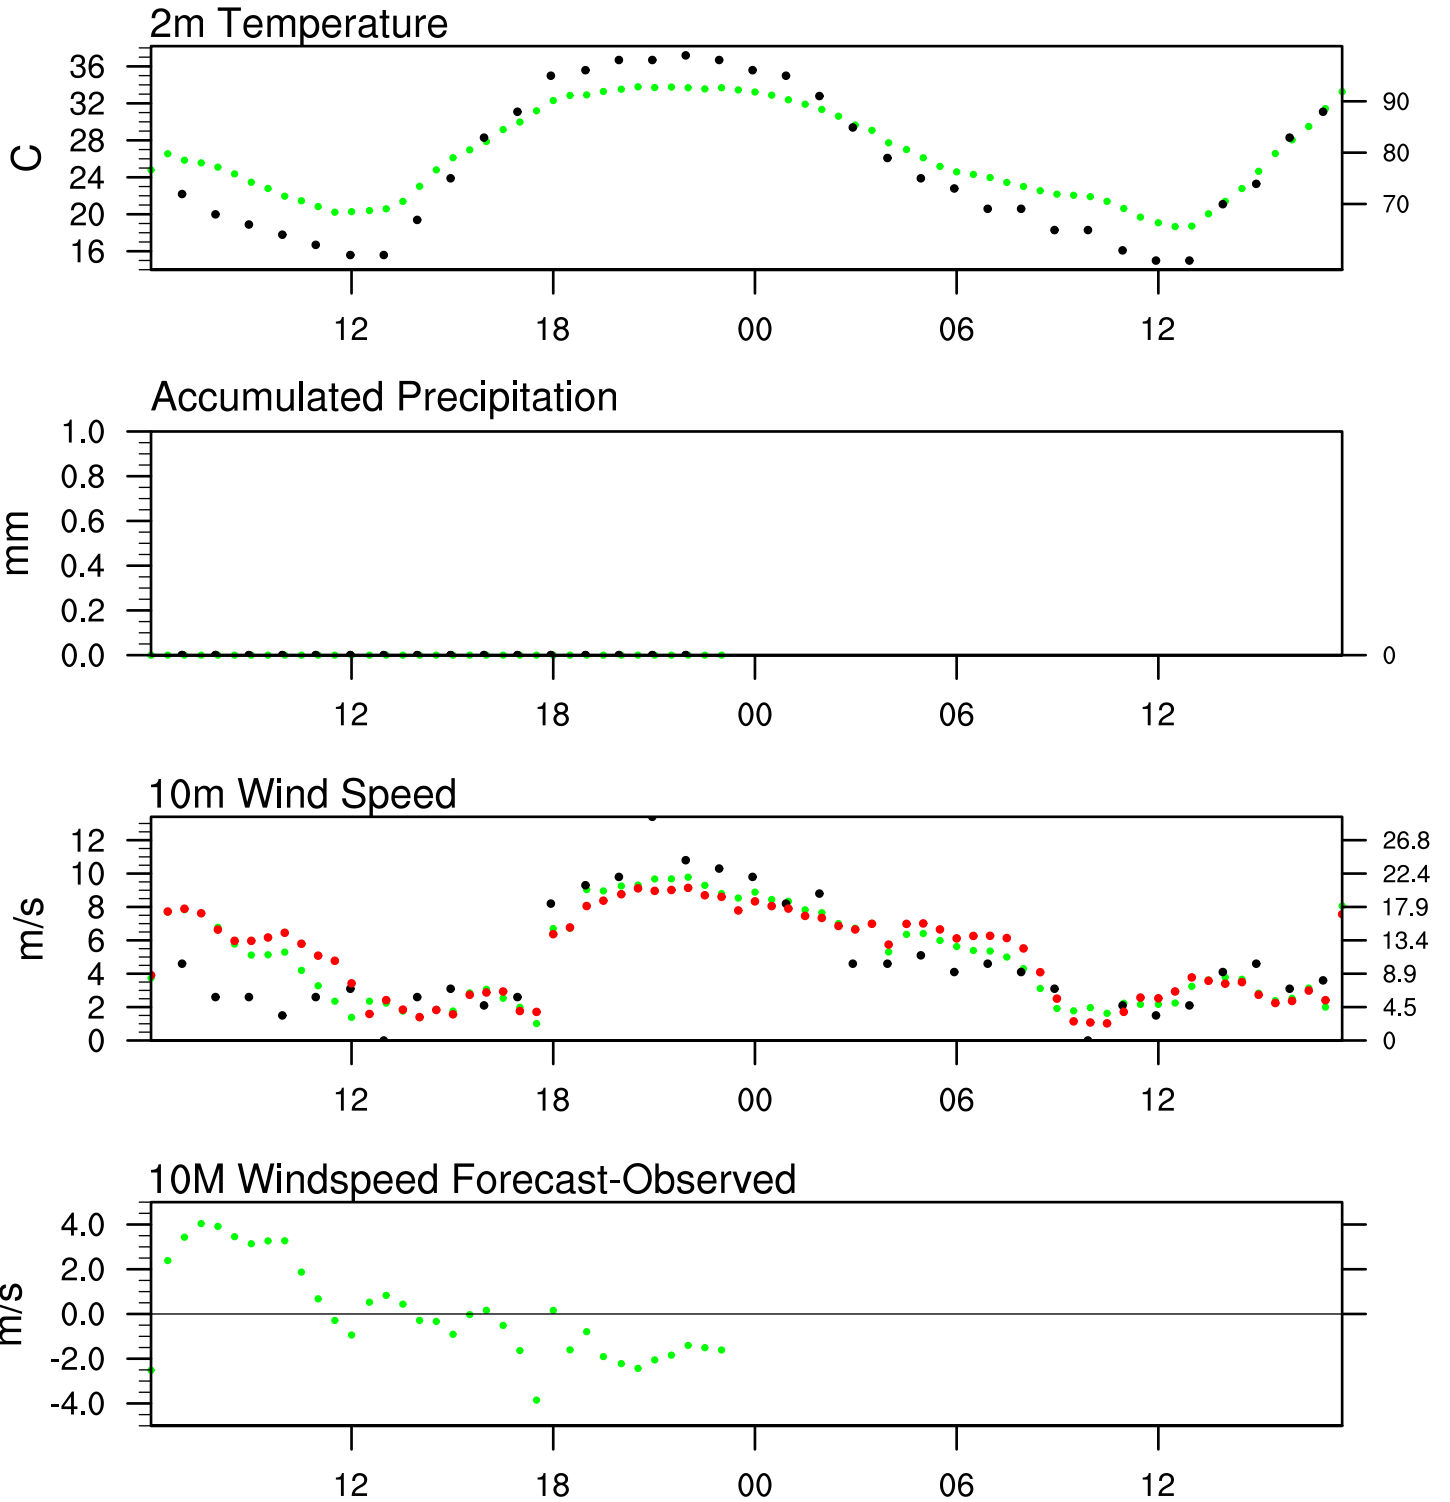 2m Temperature
C
36
32
28
24
20
16
90
80
70
12 18 00 06 12
Accumulated Precipitation
mm
1.0
0.8
0.6
0.4
0.2
0.0
0
12 18 00 06 12
10m Wind Speed
m/s
12
10
8
6
4
2
0
26.8
22.4
17.9
13.4
8.9
4.5
0
12 18 00 06 12
10M Windspeed Forecast-Observed
m/s
4.0
2.0
0.0
-2.0
-4.0
12 18 00 06 12